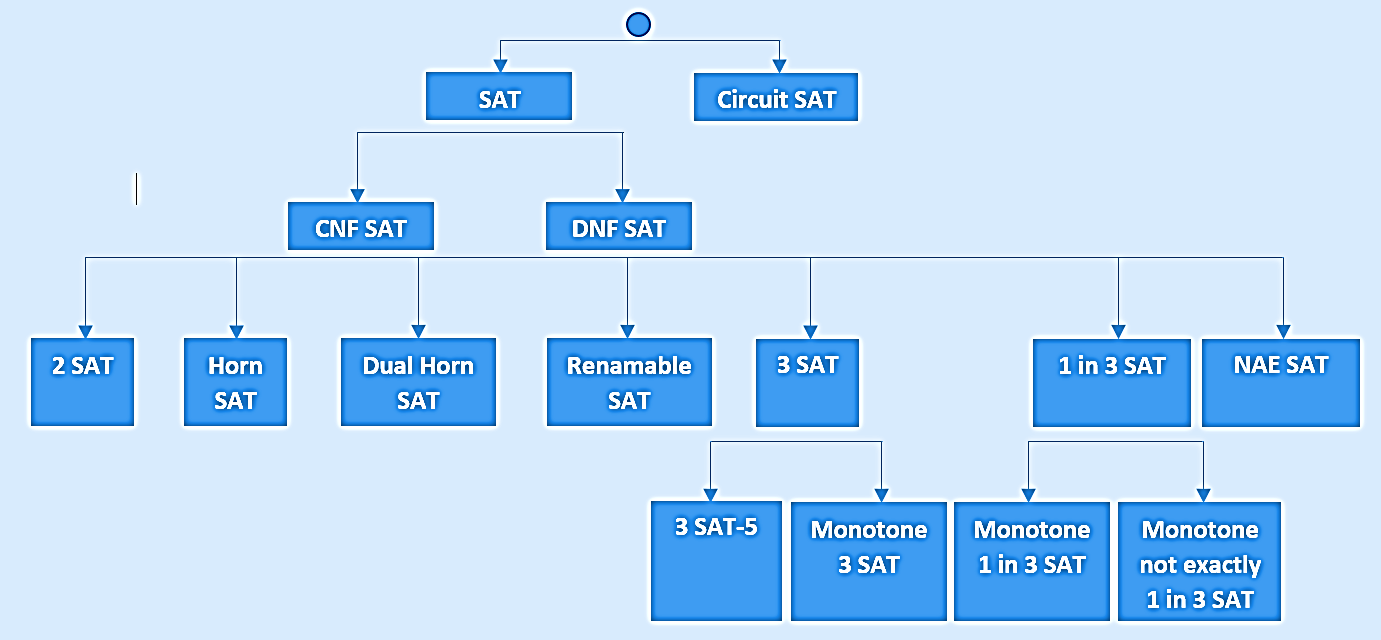 SAT
Circuit SAT
CNF SAT
DNF SAT
2 SAT
Horn
SAT
Dual Horn
SAT
Renamable
SAT
3 SAT
1 in 3 SAT
NAE SAT
3 SAT-5
Monotone
3 SAT
Monotone
1 in 3 SAT
Monotone
not exactly
1 in 3 SAT